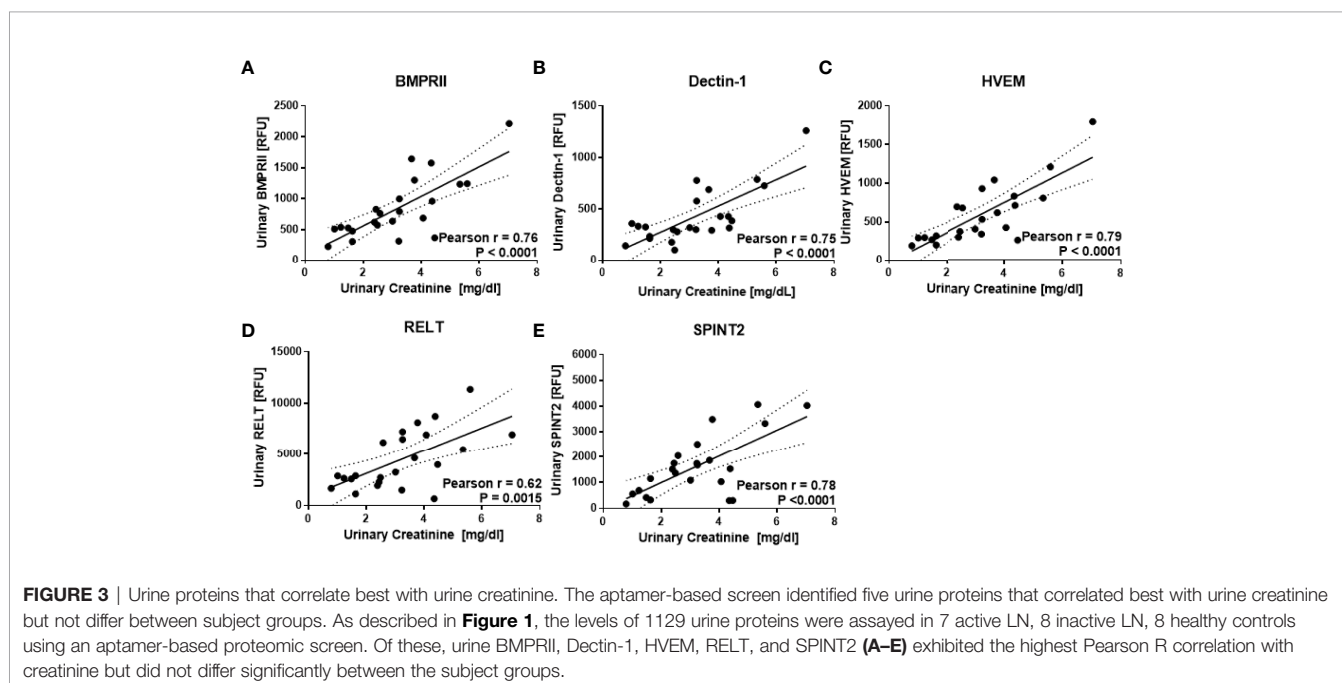 A
BMPRII
Urinary BMPRII [RFU]
2500
2000
1500
1000
500
0
0 2 4 6 8
Pearson r = 0.76
P < 0.0001
Urinary Creatinine [mg/dl]
B
Dectin-1
Urinary Dectin-1 [RFU]
1500
1000
500
0
0 2 4 6 8
Pearson r = 0.75
P < 0.0001
Urinary Creatinine [mg/dL]
C
HVEM
Urinary HVEM [RFU]
2000
1500
1000
500
0
0 2 4 6 8
Pearson r = 0.79
P < 0.0001
Urinary Creatinine [mg/dl]
D
RELT
Urinary RELT [RFU]
15000
10000
5000
0
0 2 4 6 8
Pearson r = 0.62
P = 0.0015
Urinary Creatinine [mg/dl]
E
SPINT2
Urinary SPINT2 [RFU]
6000
5000
4000
3000
2000
1000
0
0 2 4 6 8
Pearson r = 0.78
P <0.0001
Urinary Creatinine [mg/dl]
FIGURE 3 | Urine proteins that correlate best with urine creatinine. The aptamer-based screen identified five urine proteins that correlated best with urine creatinine
but not differ between subject groups. As described in Figure 1, the levels of 1129 urine proteins were assayed in 7 active LN, 8 inactive LN, 8 healthy controls
using an aptamer-based proteomic screen. Of these, urine BMPRII, Dectin-1, HVEM, RELT, and SPINT2 (A–E) exhibited the highest Pearson R correlation with
creatinine but did not differ significantly between the subject groups.